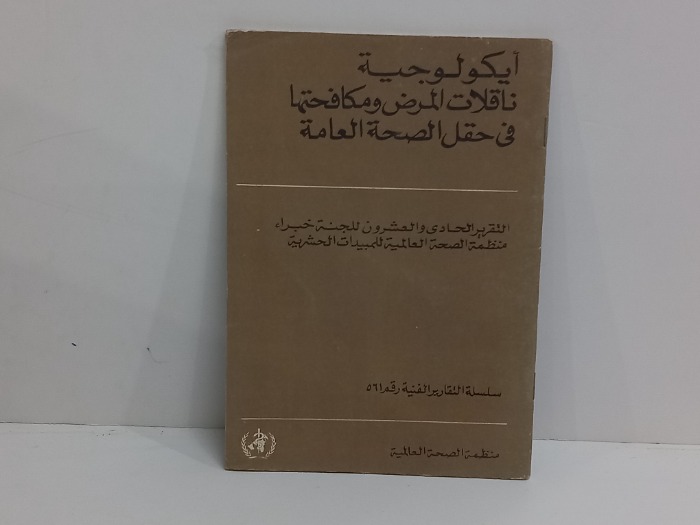 أيكولوجية
ناقلات المرض ومكافحتها
في حقل الصحة العامة
التقرير الحادي والعشرون للجنة خبراء
منظمة الصحة العالمية للمبيدات الحشرية
سلسلة التقارير الفنية رقم ٥٦١
منظمة الصحة العالمية